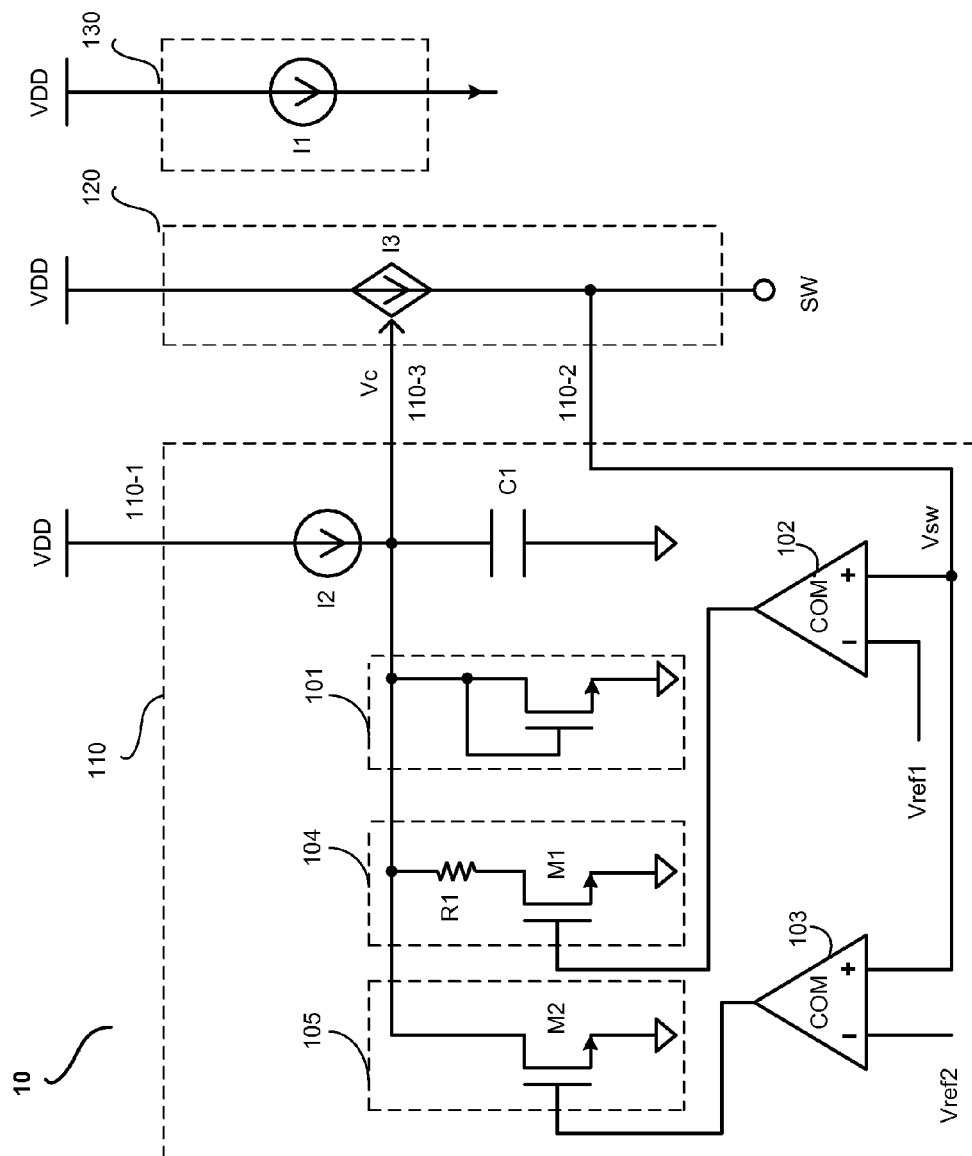 10
VDD
VDD
VDD
120
130
110-1
110
105
104
101
I2
I1
Vc
I3
110-3
R1
C1
M2
M1
110-2
103
102
SW
COM
COM
− +
− +
Vref1
Vsw
Vref2